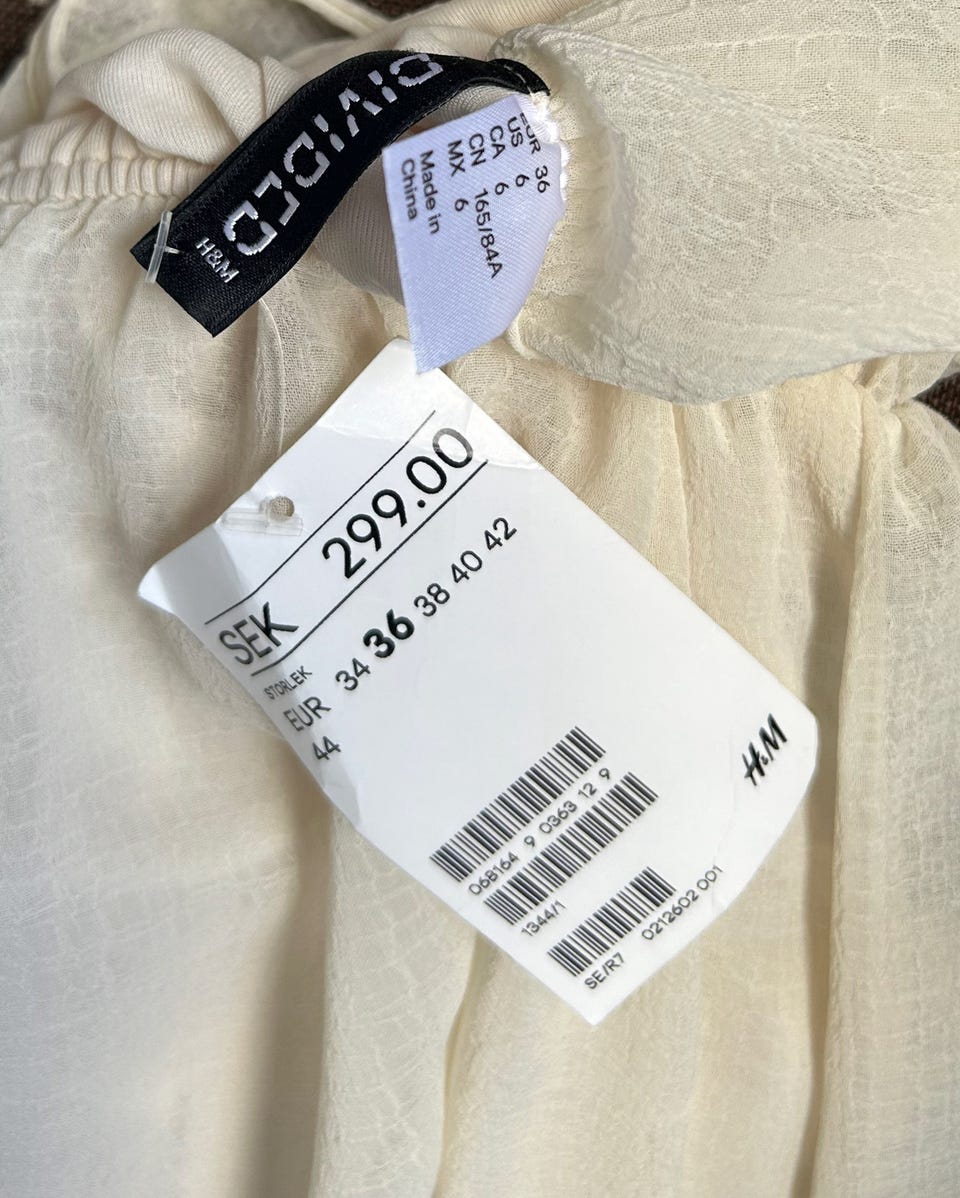 DIVIDED
H&M
EUR 36
US 6
CA 6
CN 165/84A
MX 6
Made in
China
SEK 299.00
STORLEK
EUR 34 36 38 40 42
44
068164 9 0363 12 9
1344/1
SE/R7 0212602 001
H&M